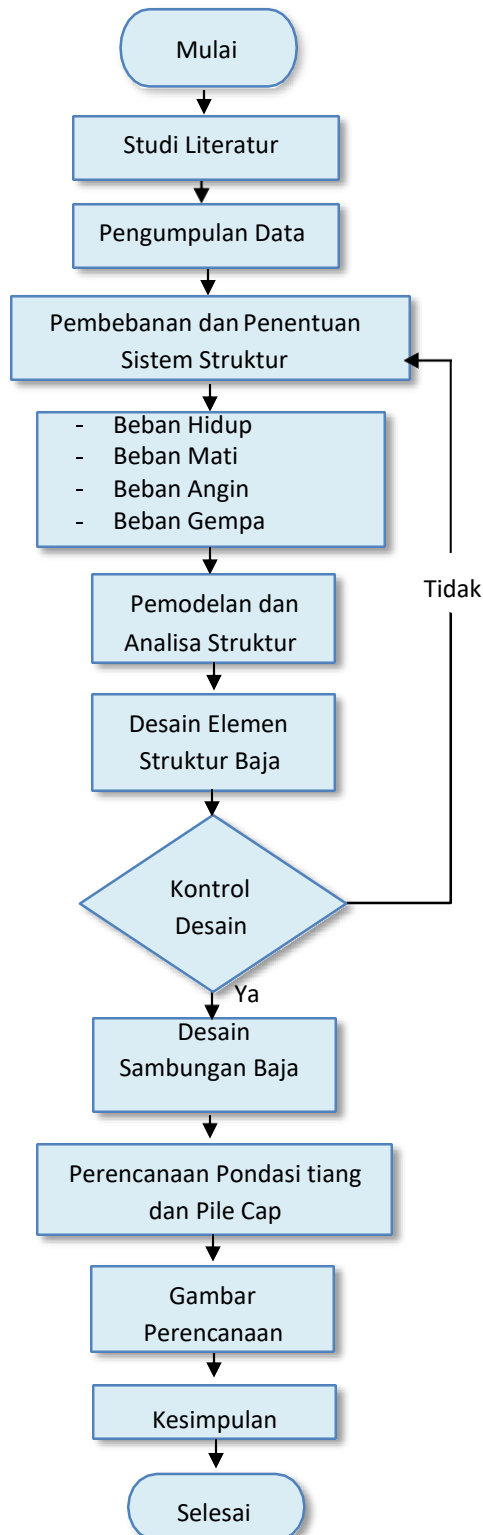 Mulai
Studi Literatur
Pengumpulan Data
Pembebanan dan Penentuan
Sistem Struktur
- Beban Hidup
- Beban Mati
- Beban Angin
- Beban Gempa
Pemodelan dan
Analisa Struktur
Tidak
Desain Elemen
Struktur Baja
Kontrol
Desain
Ya
Desain
Sambungan Baja
Perencanaan Pondasi tiang
dan Pile Cap
Gambar
Perencanaan
Kesimpulan
Selesai